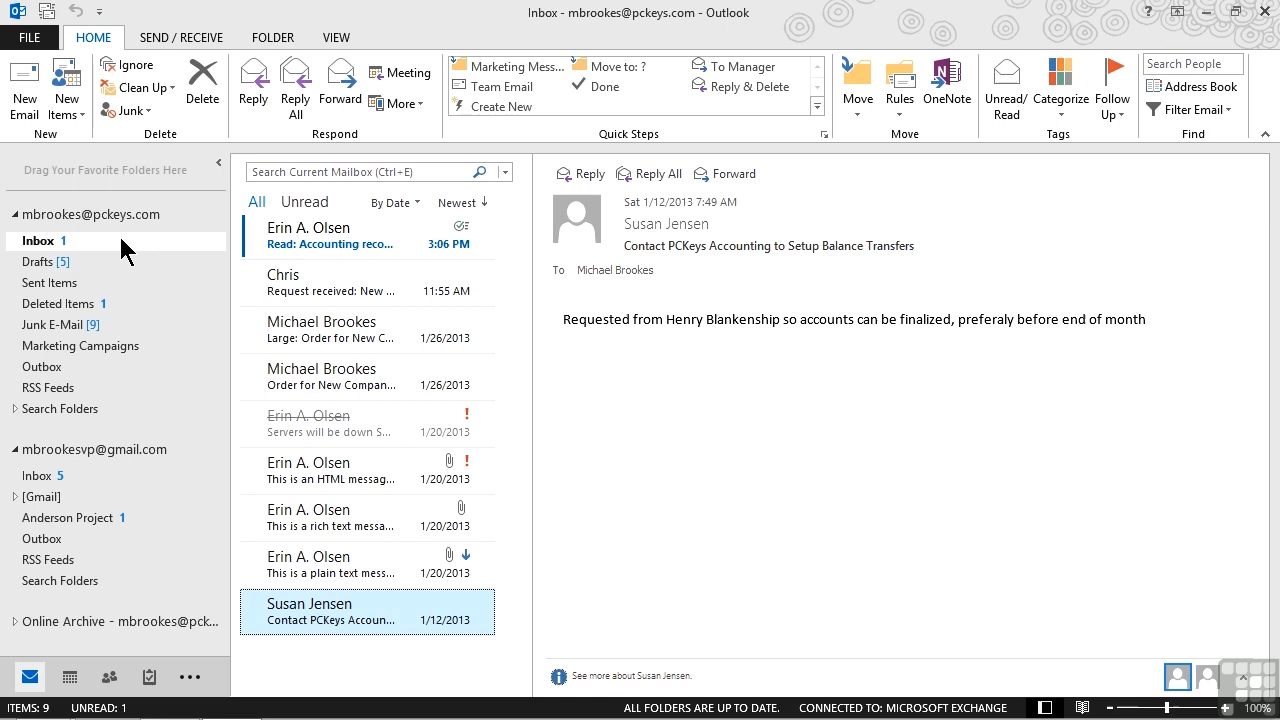 Inbox - mbrookes@pckeys.com - Outlook
FILE
HOME
SEND / RECEIVE
FOLDER
VIEW
New Email
New Items
New
Ignore
Clean Up
Junk
Delete
Delete
Reply
Reply All
Forward
Meeting
More
Respond
Marketing Mess...
Team Email
Create New
Move to: ?
Done
To Manager
Reply & Delete
Quick Steps
Move
Rules
OneNote
Move
Unread/ Read
Categorize
Follow Up
Tags
Search People
Address Book
Filter Email
Find
Drag Your Favorite Folders Here
mbrookes@pckeys.com
Inbox 1
Drafts [5]
Sent Items
Deleted Items 1
Junk E-Mail [9]
Marketing Campaigns
Outbox
RSS Feeds
Search Folders
mbrookesvp@gmail.com
Inbox 5
[Gmail]
Anderson Project 1
Outbox
RSS Feeds
Search Folders
Online Archive - mbrookes@pck...
Search Current Mailbox (Ctrl+E)
All Unread By Date Newest
Erin A. Olsen
Read: Accounting reco... 3:06 PM
Chris
Request received: New ... 11:55 AM
Michael Brookes
Large: Order for New C... 1/26/2013
Michael Brookes
Order for New Compan... 1/26/2013
Erin A. Olsen !
Servers will be down S... 1/20/2013
Erin A. Olsen !
This is an HTML messag... 1/20/2013
Erin A. Olsen
This is a rich text messa... 1/20/2013
Erin A. Olsen
This is a plain text mess... 1/20/2013
Susan Jensen
Contact PCKeys Accoun... 1/12/2013
Reply Reply All Forward
Sat 1/12/2013 7:49 AM
Susan Jensen
Contact PCKeys Accounting to Setup Balance Transfers
To Michael Brookes
Requested from Henry Blankenship so accounts can be finalized, preferaly before end of month
See more about Susan Jensen.
ITEMS: 9 UNREAD: 1
ALL FOLDERS ARE UP TO DATE. CONNECTED TO: MICROSOFT EXCHANGE
100%